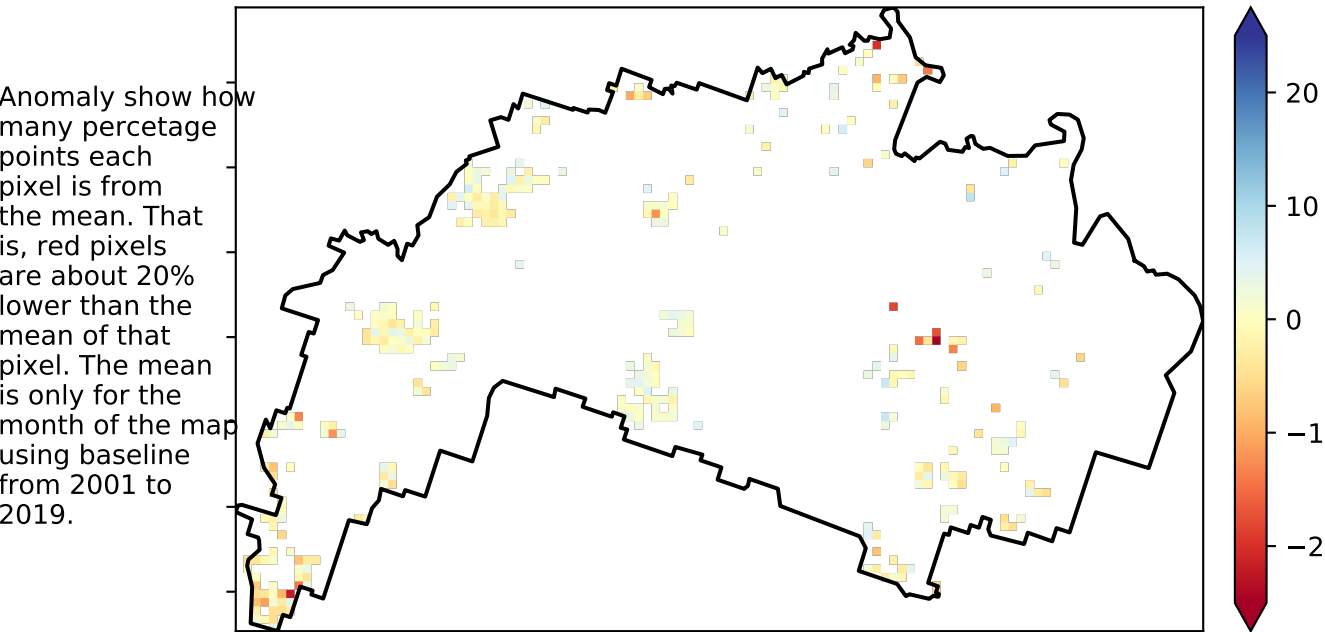 Anomaly show how
many percetage
points each
pixel is from
the mean. That
is, red pixels
are about 20%
lower than the
mean of that
pixel. The mean
is only for the
month of the map
using baseline
from 2001 to
2019.
20
10
0
−1
−2